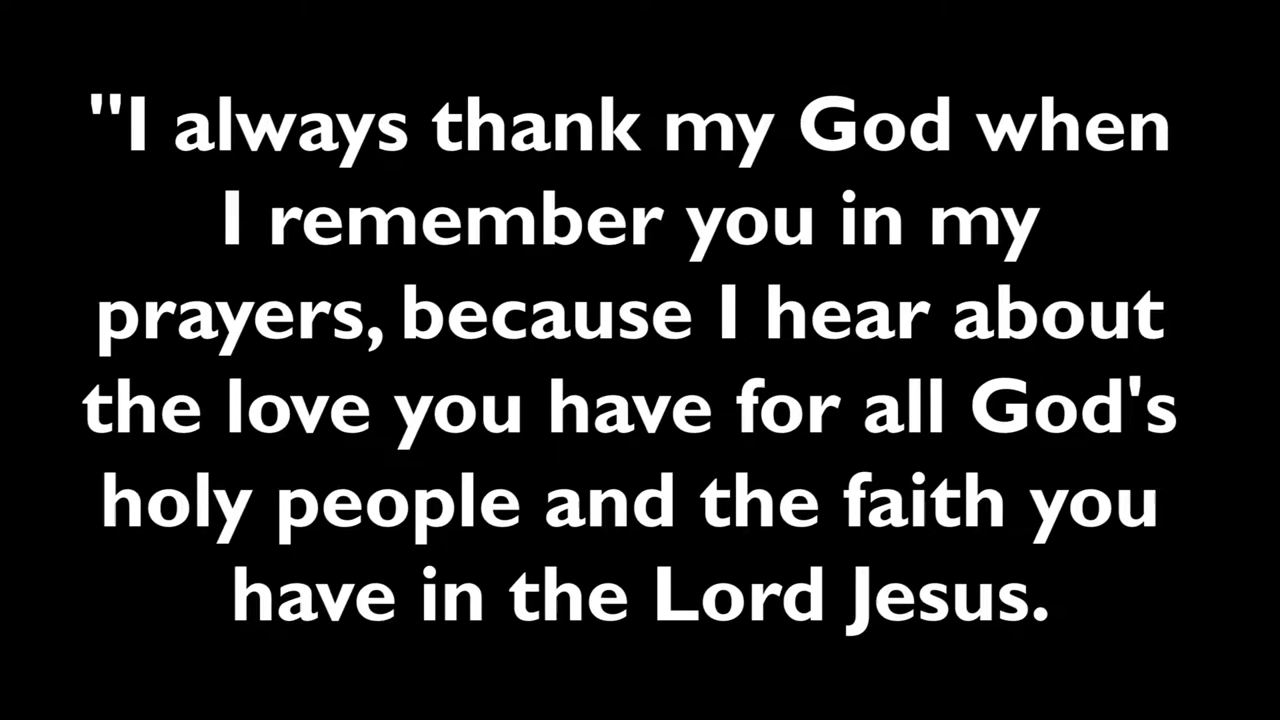 "I always thank my God when
I remember you in my
prayers, because I hear about
the love you have for all God's
holy people and the faith you
have in the Lord Jesus.